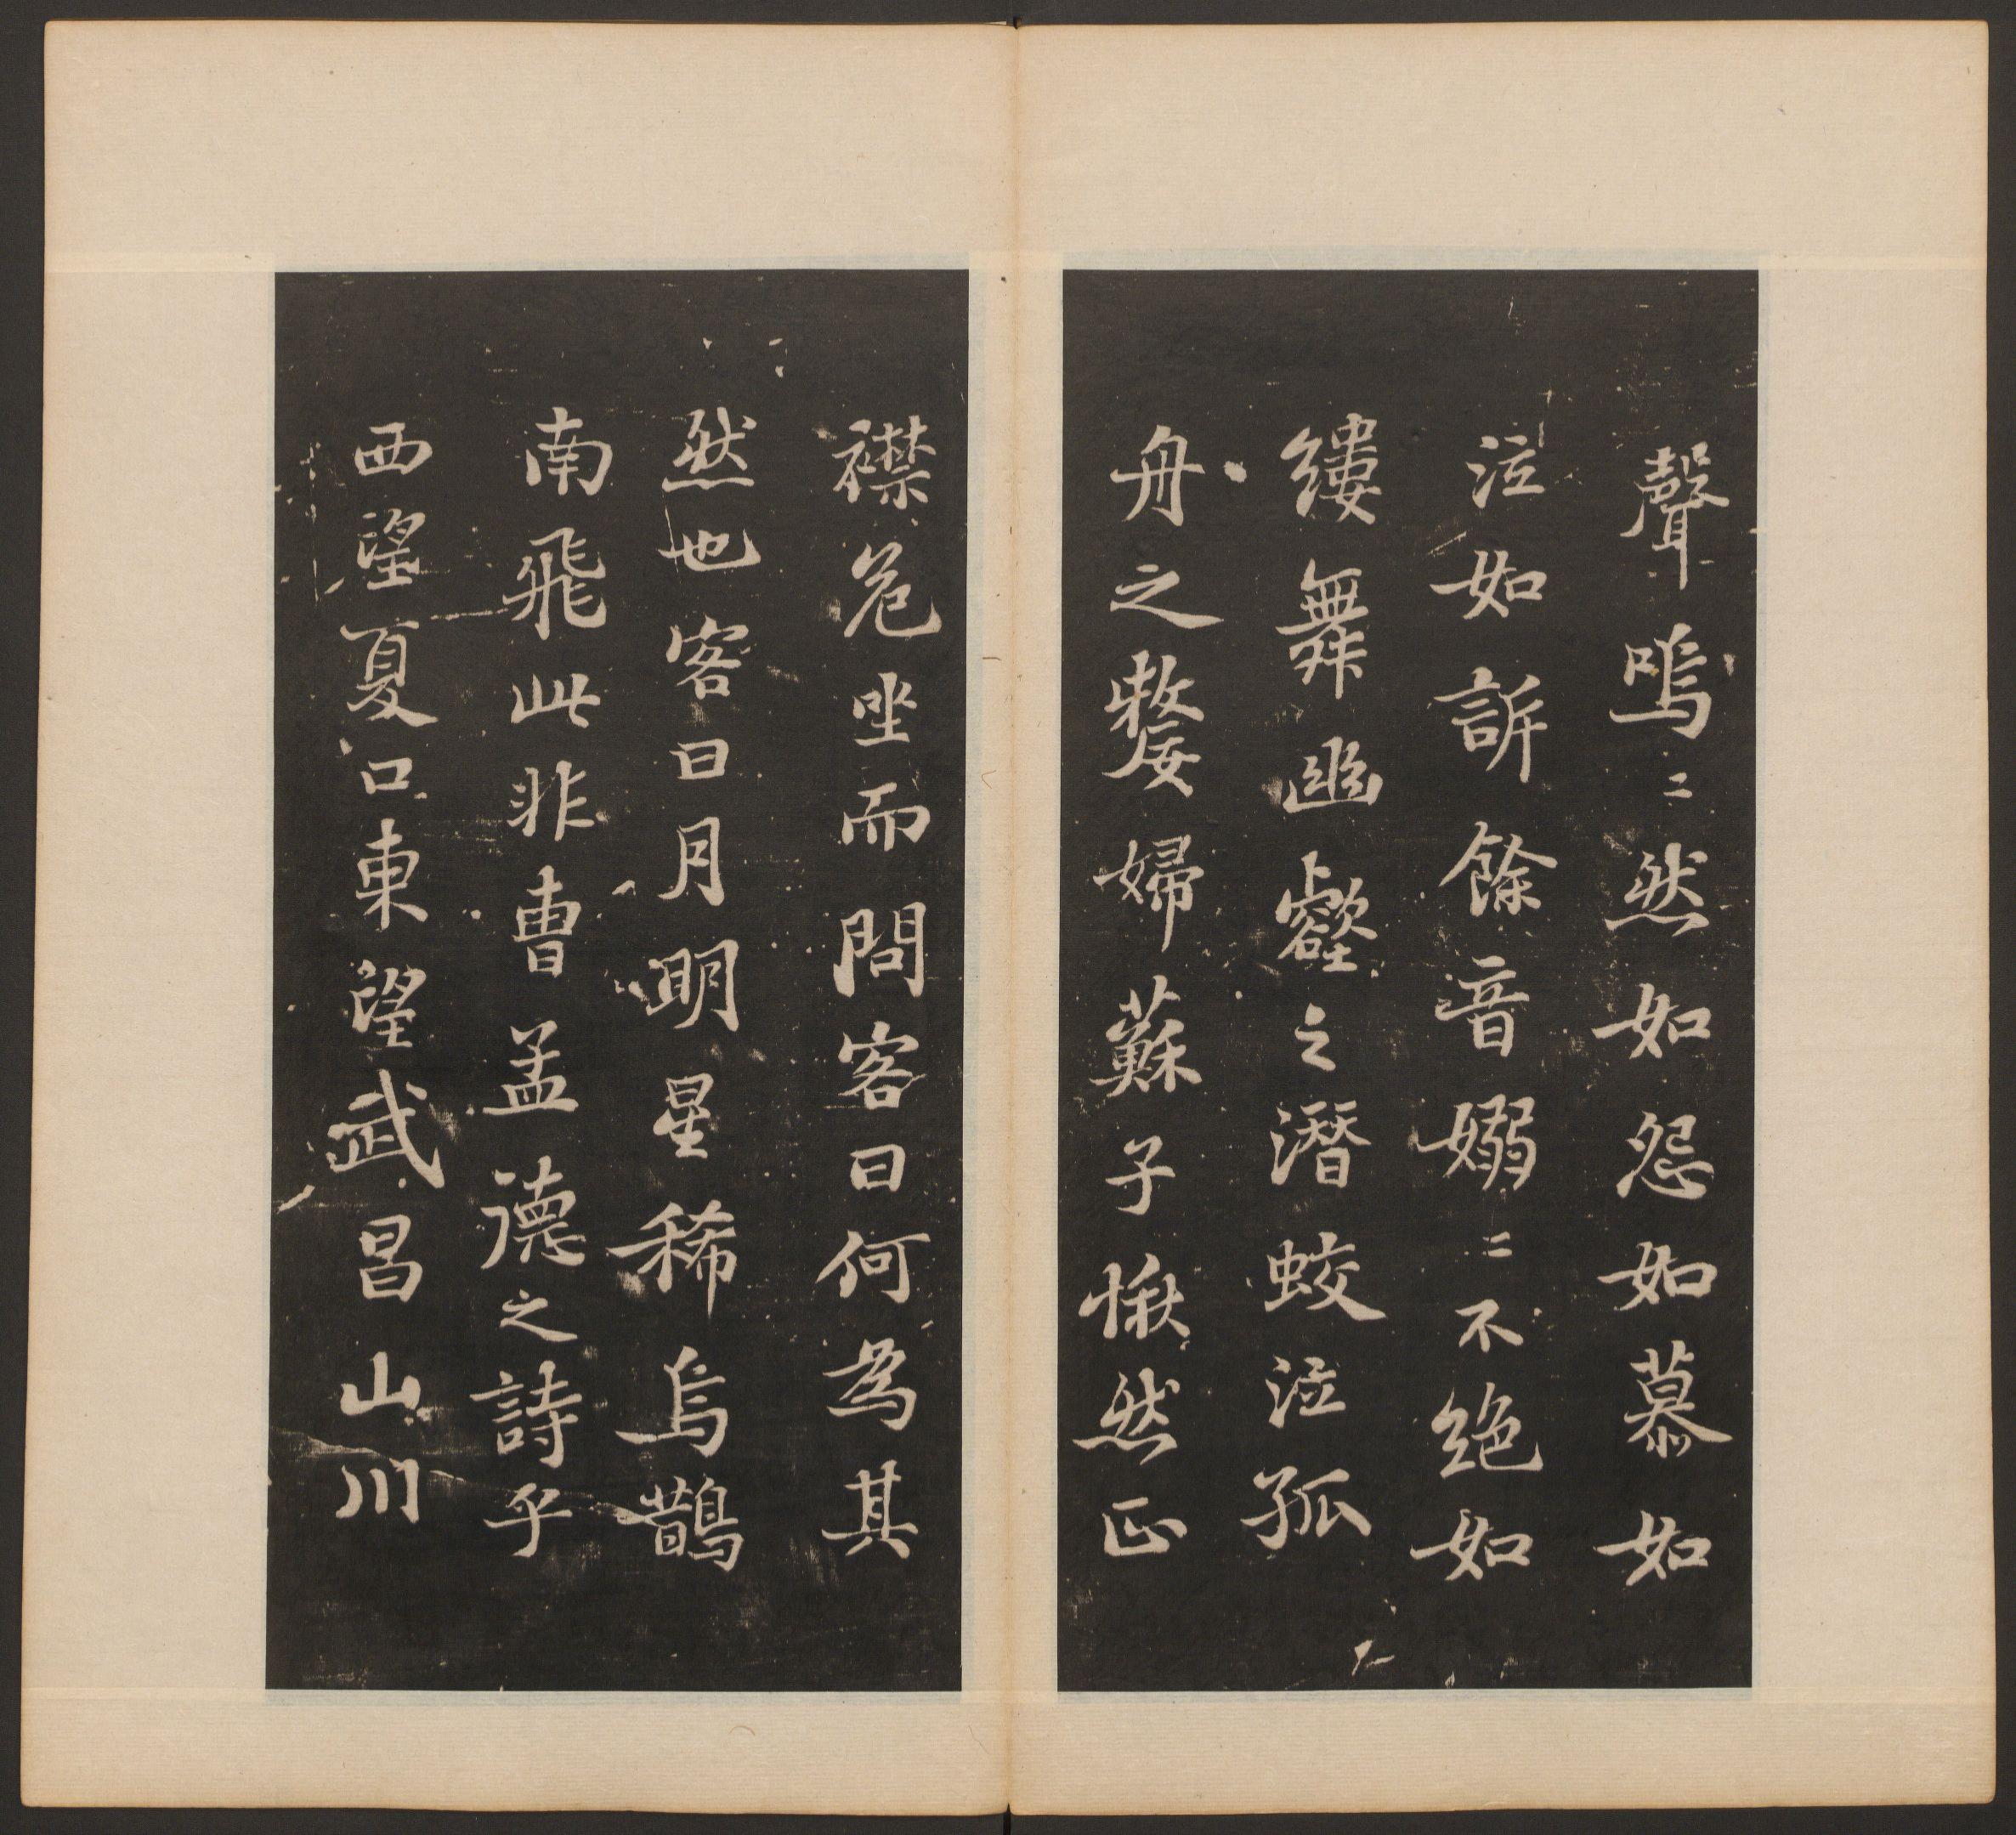 聲嗚〻然如怨如慕如
泣如訴餘音嫋〻不絕如
縷舞幽壑之潛蛟泣孤
舟之嫠婦蘇子愀然正
襟危坐而問客曰何為其
然也客曰月明星稀烏鵲
南飛此非曹孟德之詩乎
西望夏口東望武昌山川